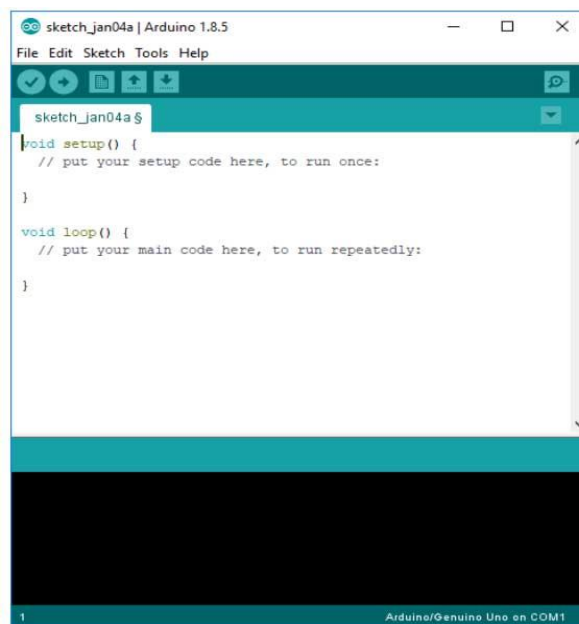 sketch_jan04a | Arduino 1.8.5
File Edit Sketch Tools Help
sketch_jan04a §
void setup() {
  // put your setup code here, to run once:
}
void loop() {
  // put your main code here, to run repeatedly:
}
1 Arduino/Genuino Uno on COM1